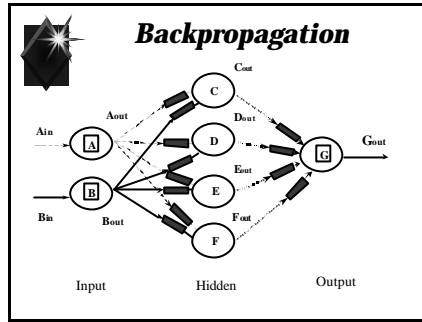 Backpropagation
Cout
C
Aout
Dout
Ain
A
D
Gout
G
B
Eout
E
Bin
Bout
Fout
F
Input
Hidden
Output